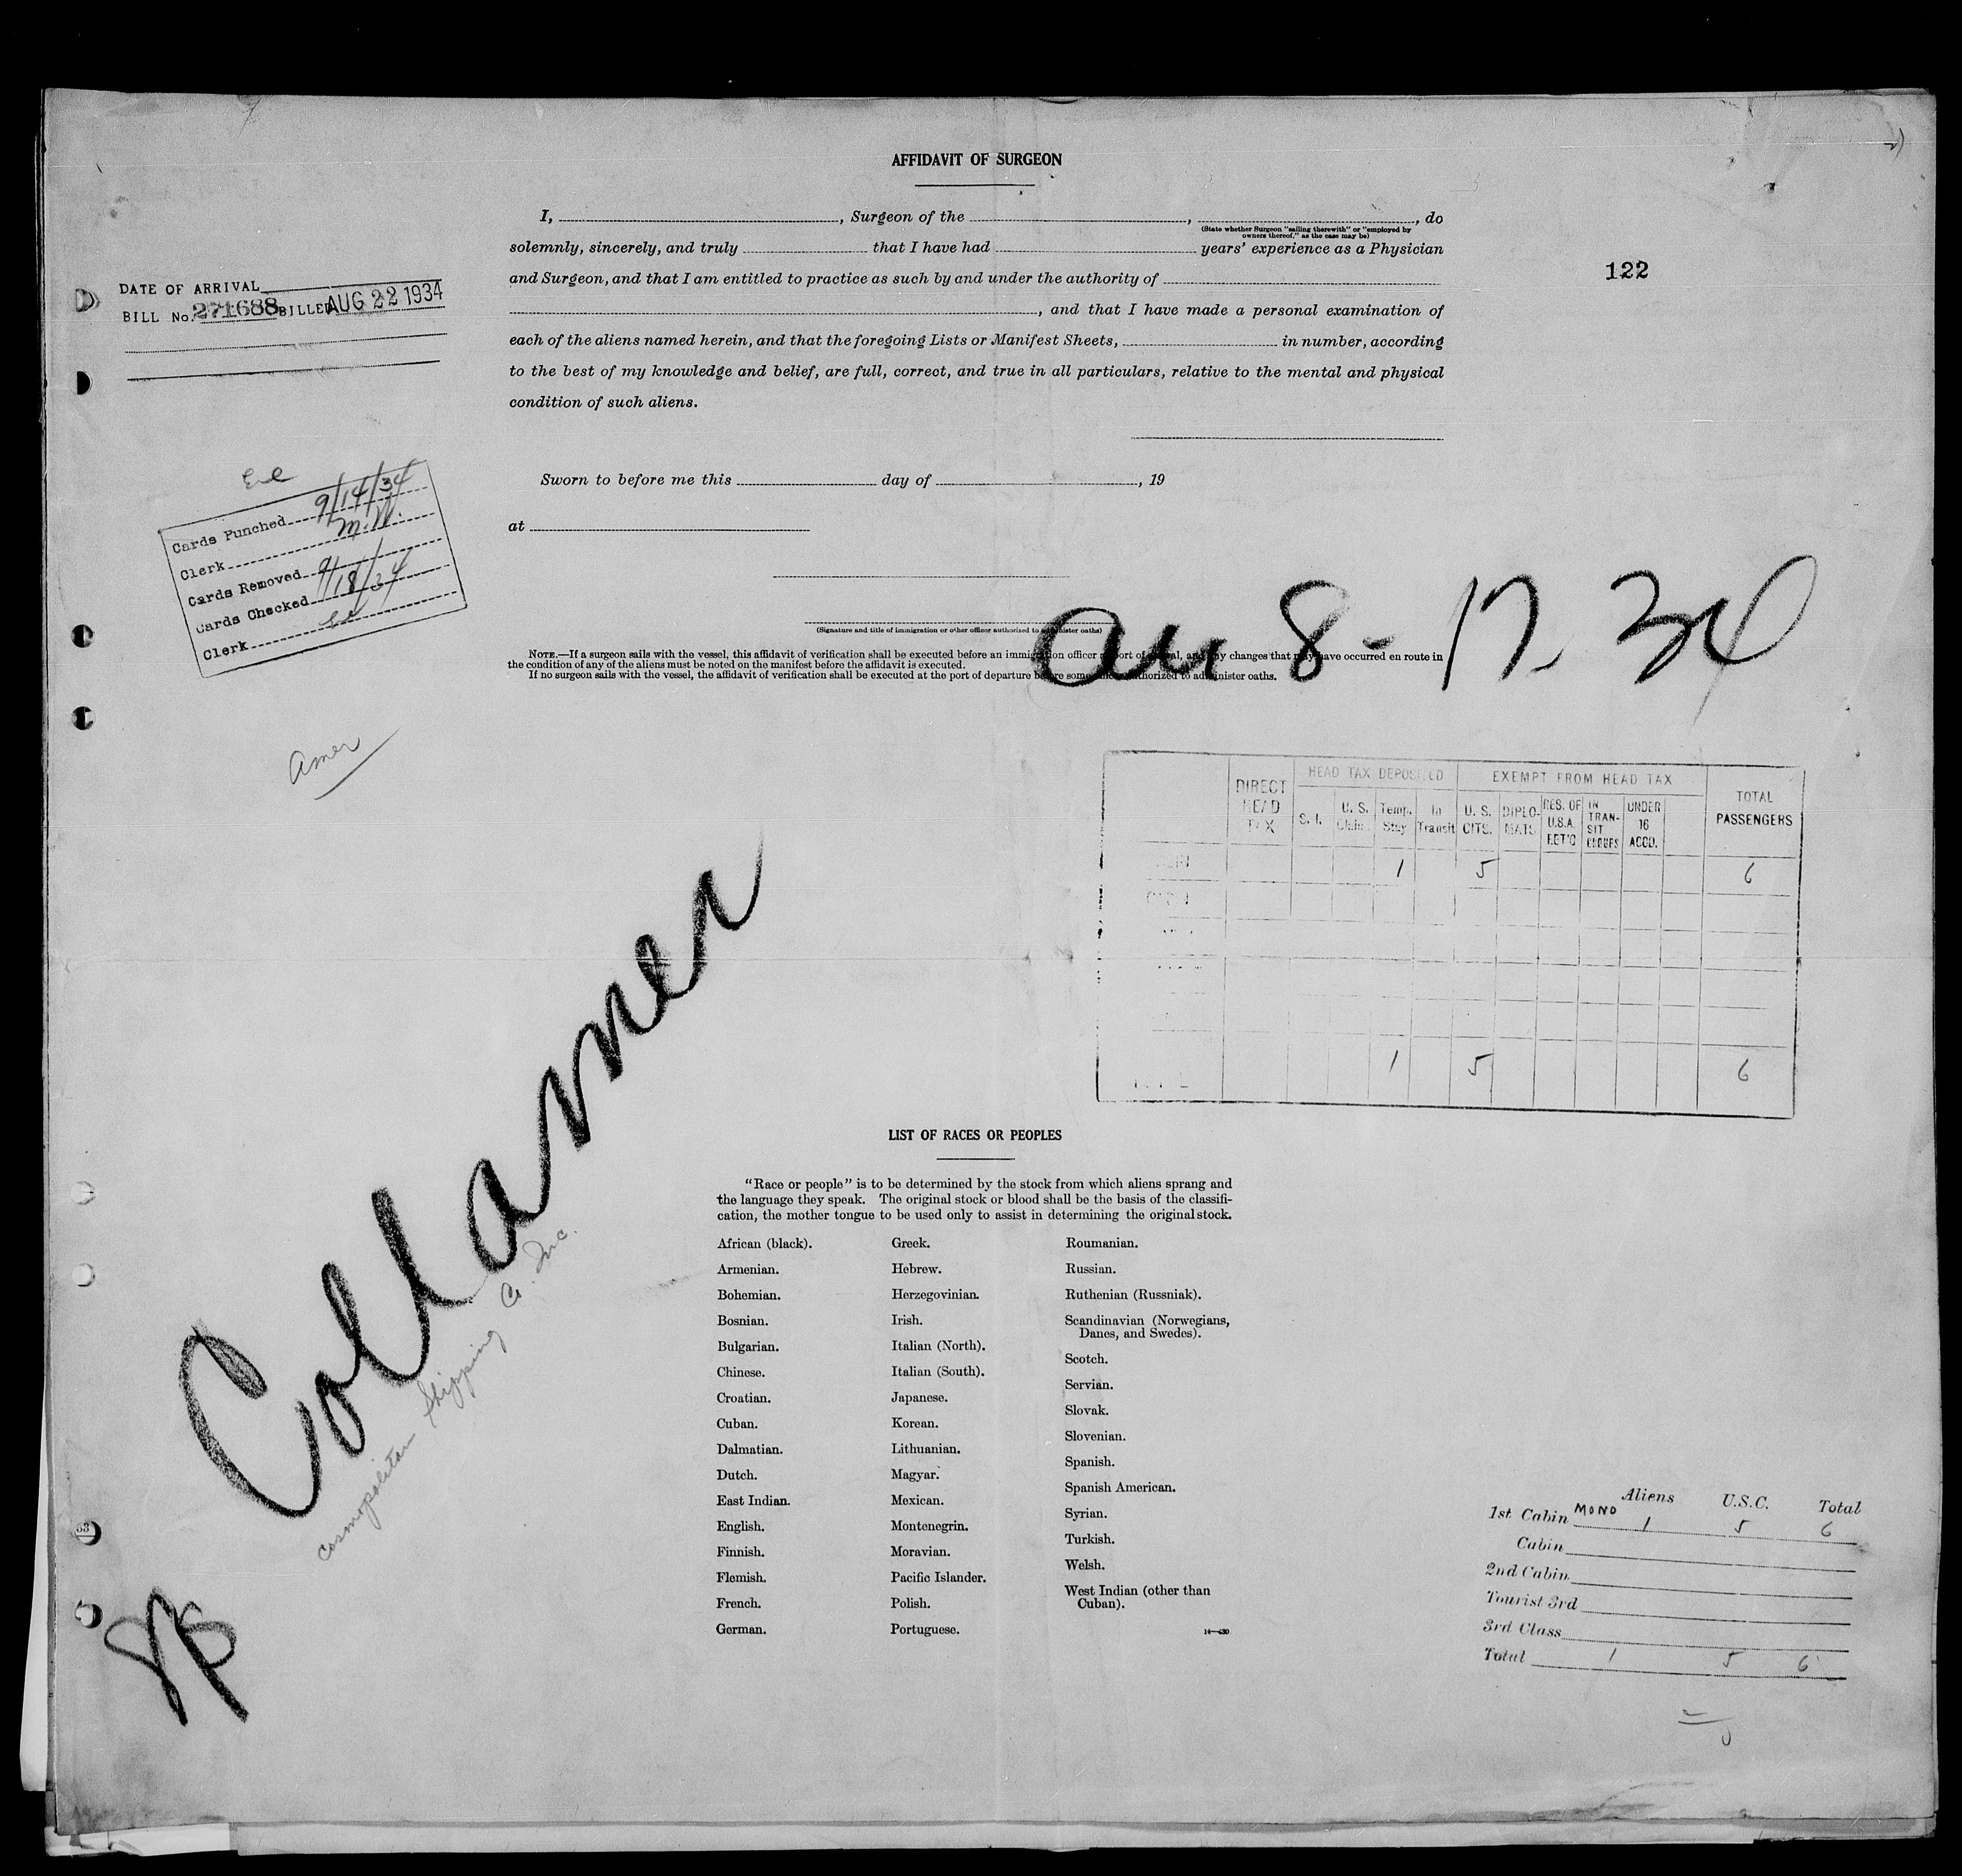 AFFIDAVIT OF SURGEON
I, , Surgeon of the , , do
(State whether Surgeon "sailing therewith" or "employed by
owners thereof," as the case may be)
solemnly, sincerely, and truly that I have had years' experience as a Physician
and Surgeon, and that I am entitled to practice as such by and under the authority of
, and that I have made a personal examination of
each of the aliens named herein, and that the foregoing Lists or Manifest Sheets, in number, according
to the best of my knowledge and belief, are full, correct, and true in all particulars, relative to the mental and physical
condition of such aliens.
Sworn to before me this day of , 19
at
(Signature and title of immigration or other officer authorized to administer oaths)
NOTE.—If a surgeon sails with the vessel, this affidavit of verification shall be executed before an immigration officer at port of arrival, and any changes that may have occurred en route in
the condition of any of the aliens must be noted on the manifest before the affidavit is executed.
If no surgeon sails with the vessel, the affidavit of verification shall be executed at the port of departure before some officer authorized to administer oaths.
122
DATE OF ARRIVAL
BILL No. 271688 BILLED AUG 22 1934
Cards Punched 9/14/34
Clerk M.W.
Cards Removed
Cards Checked 9/18/34
Clerk
Amer
8-17-34
DIRECT HEAD TAX
HEAD TAX DEPOSITED
EXEMPT FROM HEAD TAX
TOTAL PASSENGERS
S. I.
U. S. Claim.
Temp. Stay
In Transit
U. S. CITS.
DIPLO-MATS
RES. OF U.S.A. RET'G
IN TRAN-SIT GROUPS
UNDER 16 ACCO.
1 5 6
1 5 6
Collamer
Cosmopolitan Shipping Co. Inc.
LIST OF RACES OR PEOPLES
"Race or people" is to be determined by the stock from which aliens sprang and
the language they speak. The original stock or blood shall be the basis of the classifi-
cation, the mother tongue to be used only to assist in determining the original stock.
African (black).
Armenian.
Bohemian.
Bosnian.
Bulgarian.
Chinese.
Croatian.
Cuban.
Dalmatian.
Dutch.
East Indian.
English.
Finnish.
Flemish.
French.
German.
Greek.
Hebrew.
Herzegovinian.
Irish.
Italian (North).
Italian (South).
Japanese.
Korean.
Lithuanian.
Magyar.
Mexican.
Montenegrin.
Moravian.
Pacific Islander.
Polish.
Portuguese.
Roumanian.
Russian.
Ruthenian (Russniak).
Scandinavian (Norwegians,
Danes, and Swedes).
Scotch.
Servian.
Slovak.
Slovenian.
Spanish.
Spanish American.
Syrian.
Turkish.
Welsh.
West Indian (other than
Cuban).
14—430
Aliens U.S.C. Total
1st Cabin MONO 1 5 6
Cabin
2nd Cabin
Tourist 3rd
3rd Class
Total 1 5 6